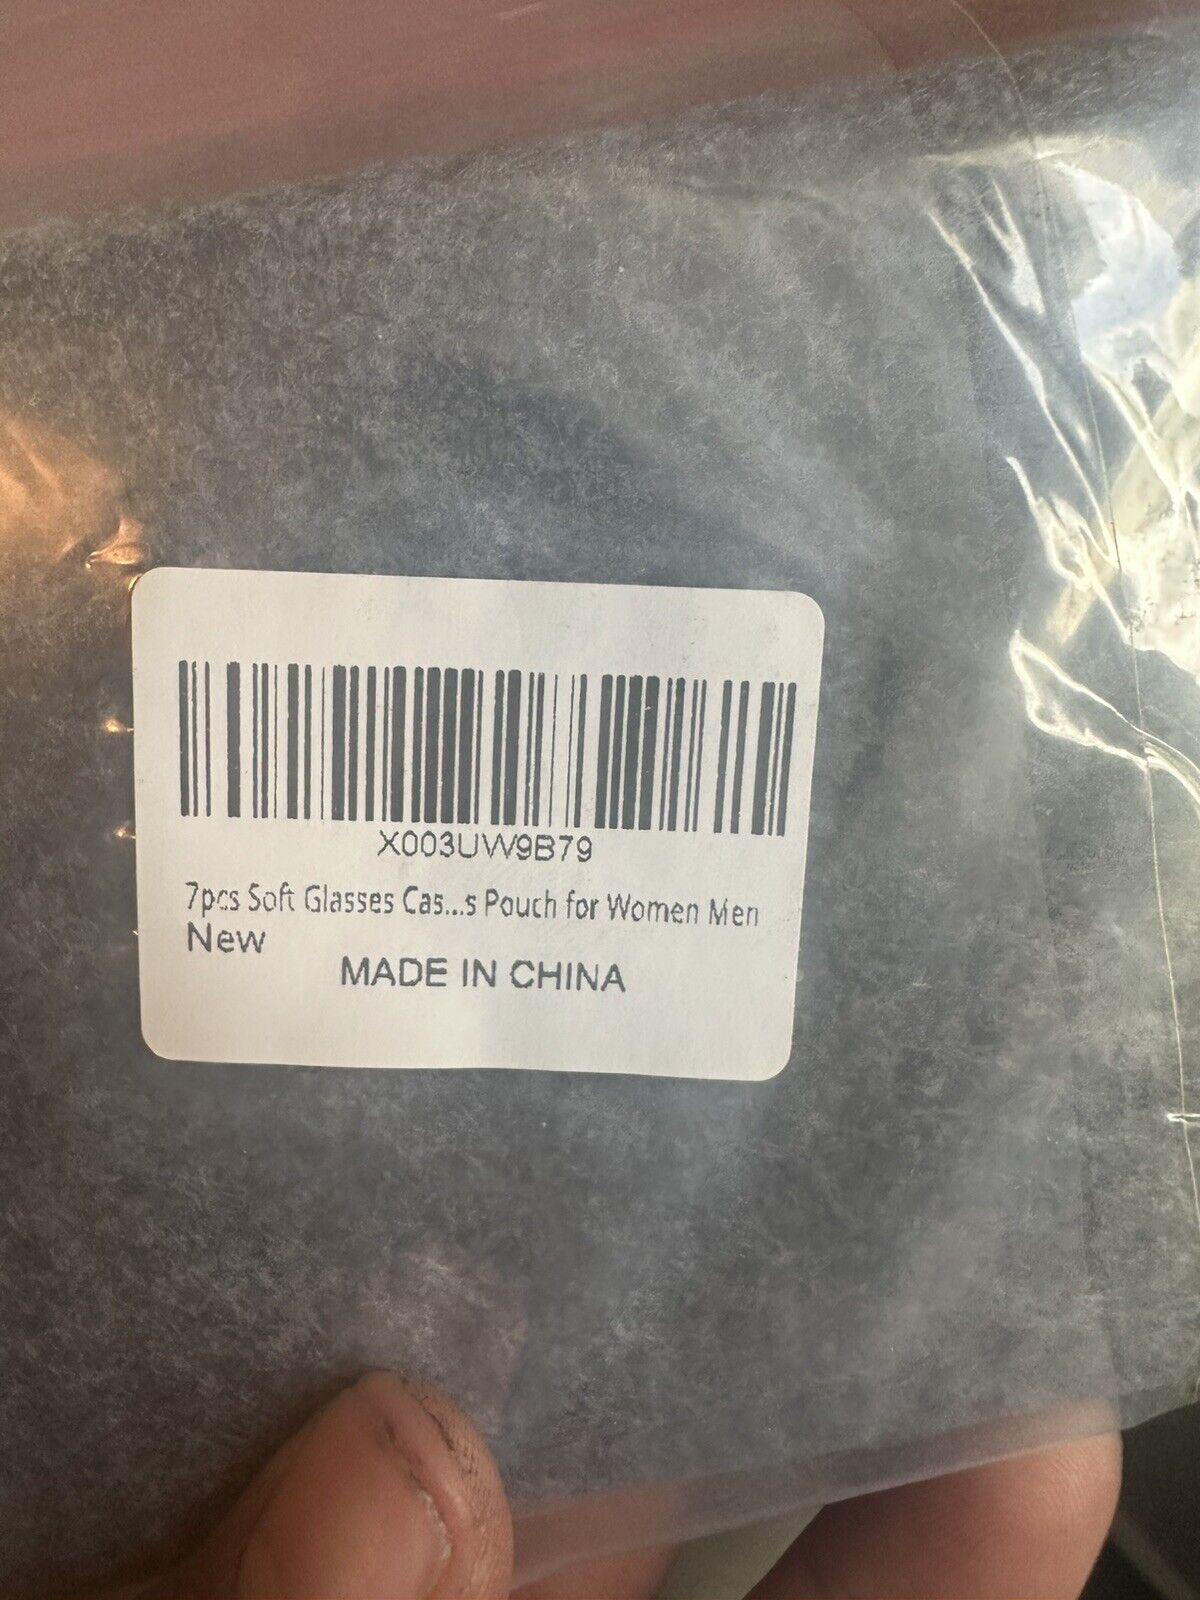 X003UW9B79
7pcs Soft Glasses Cas...s Pouch for Women Men
New
MADE IN CHINA